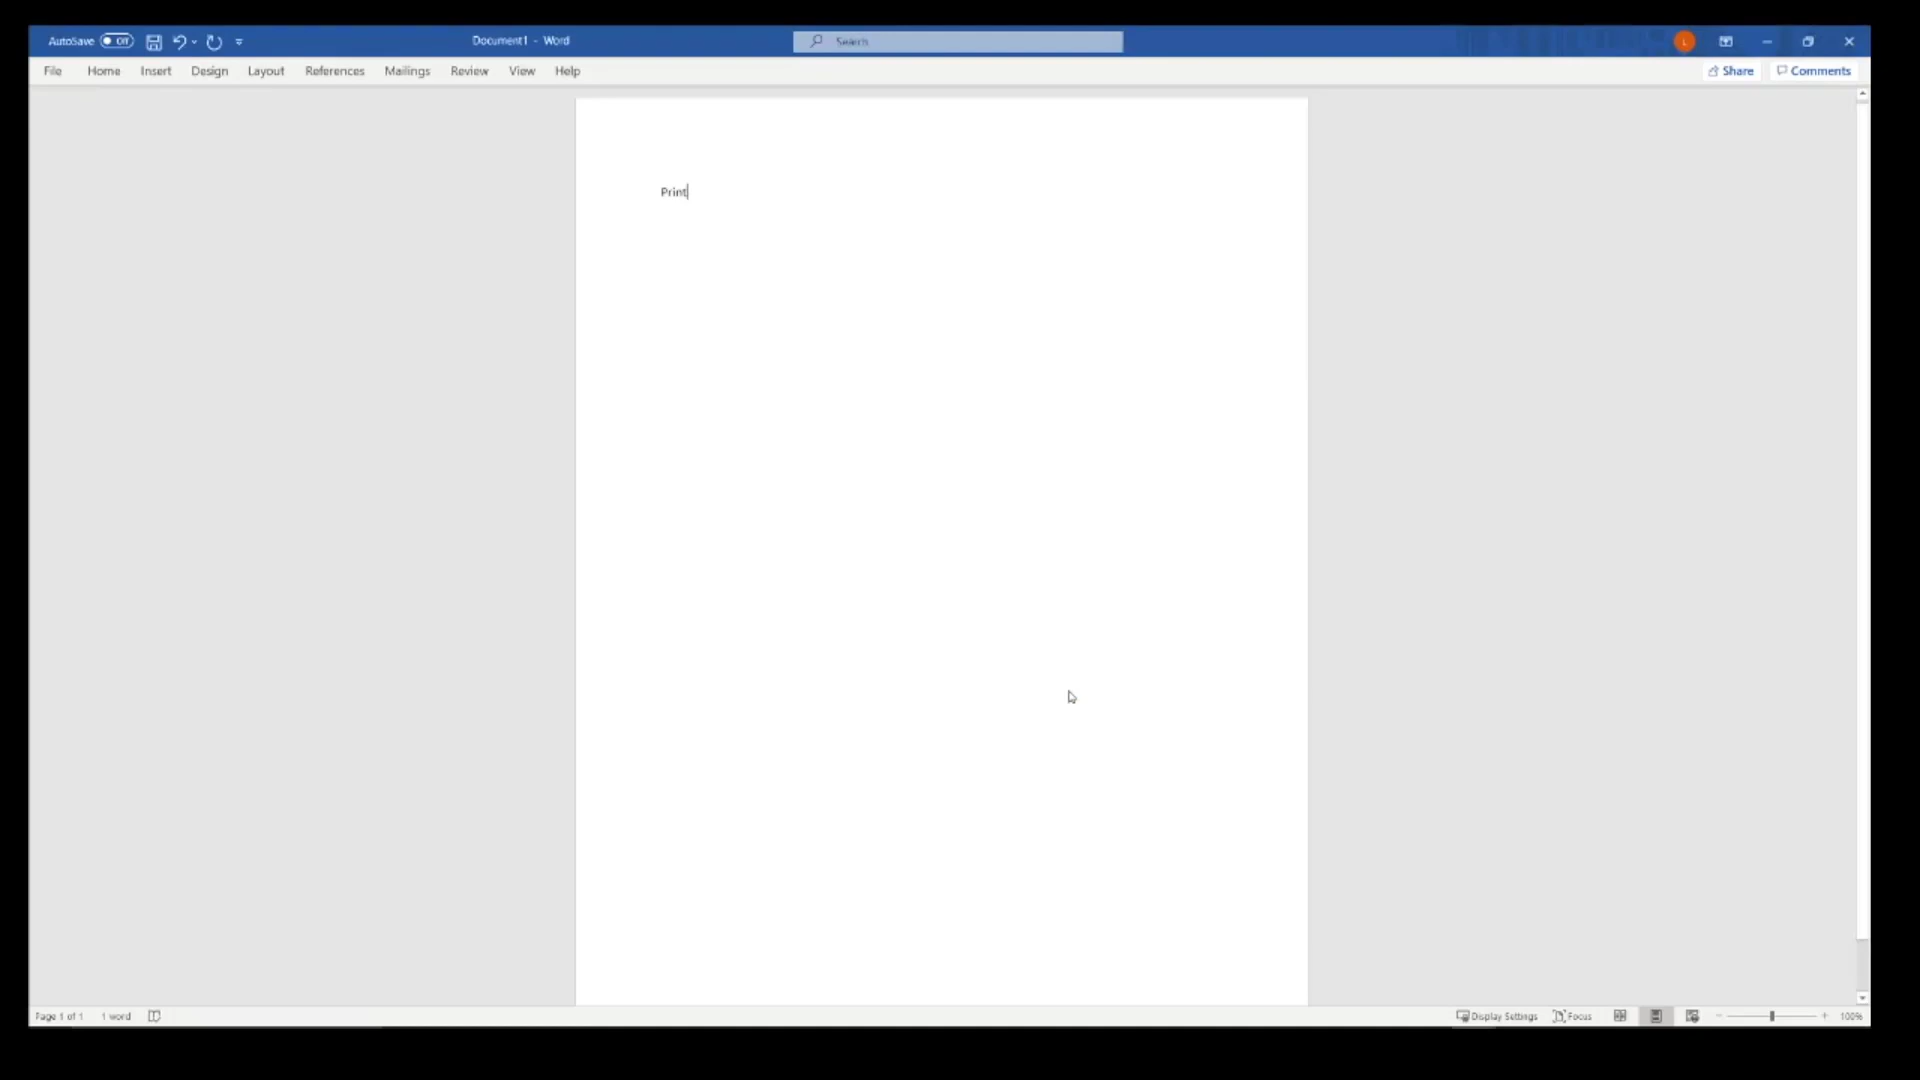 AutoSave Off Document1 - Word Search
File Home Insert Design Layout References Mailings Review View Help Share Comments
Print
Page 1 of 1 1 word Display Settings Focus 100%